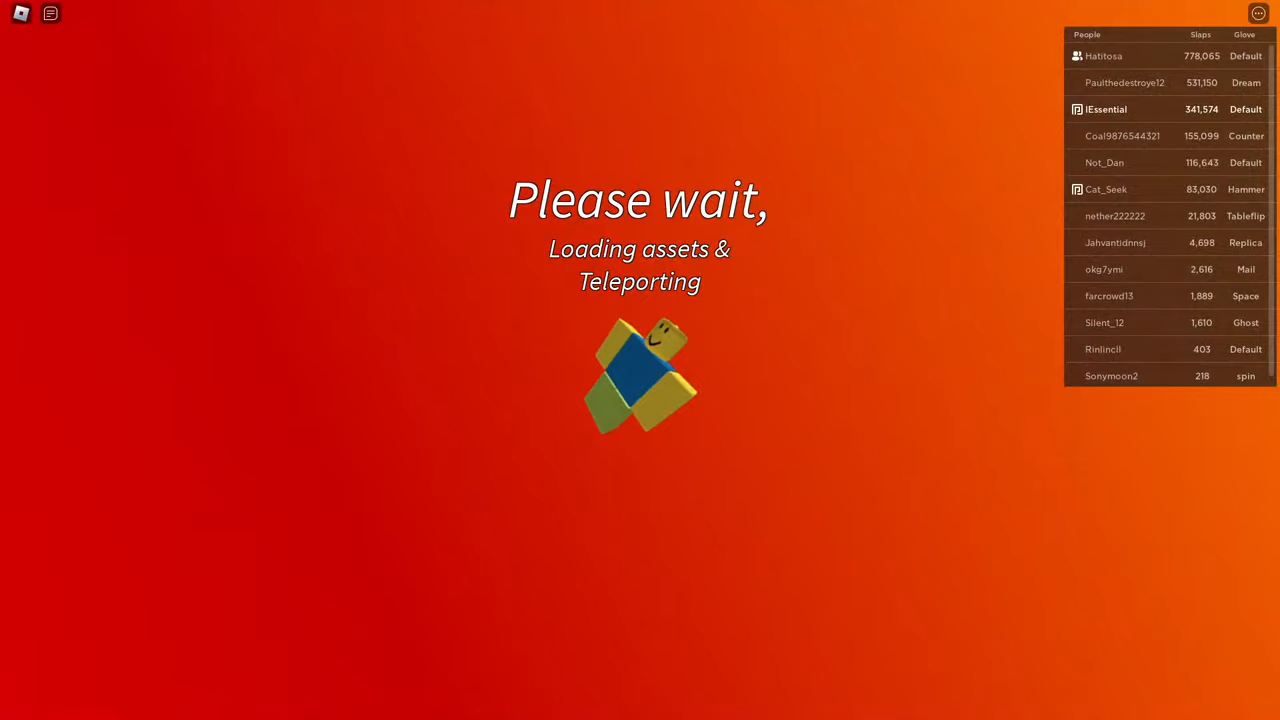 People Slaps Glove
Hatitosa 778,065 Default
Paulthedestroye12 531,150 Dream
iEssential 341,574 Default
Coal9876544321 155,099 Counter
Not_Dan 116,643 Default
Cat_Seek 83,030 Hammer
nether222222 21,803 Tableflip
Jahvantidnnsj 4,698 Replica
okg7ymi 2,616 Mail
farcrowd13 1,889 Space
Silent_12 1,610 Ghost
Rinlincil 403 Default
Sonymoon2 218 spin
Please wait,
Loading assets &
Teleporting